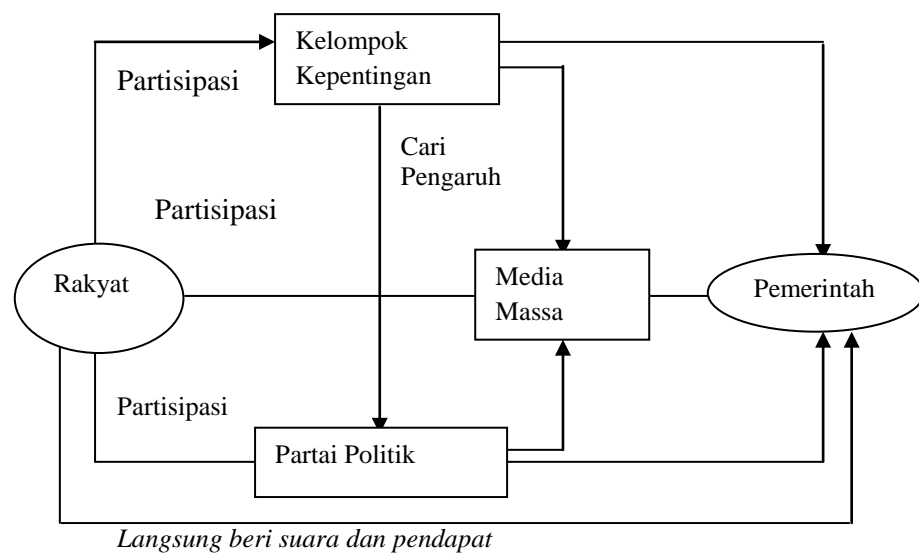 Kelompok
Kepentingan
Partisipasi
Cari
Pengaruh
Partisipasi
Rakyat
Media
Massa
Pemerintah
Partisipasi
Partai Politik
Langsung beri suara dan pendapat